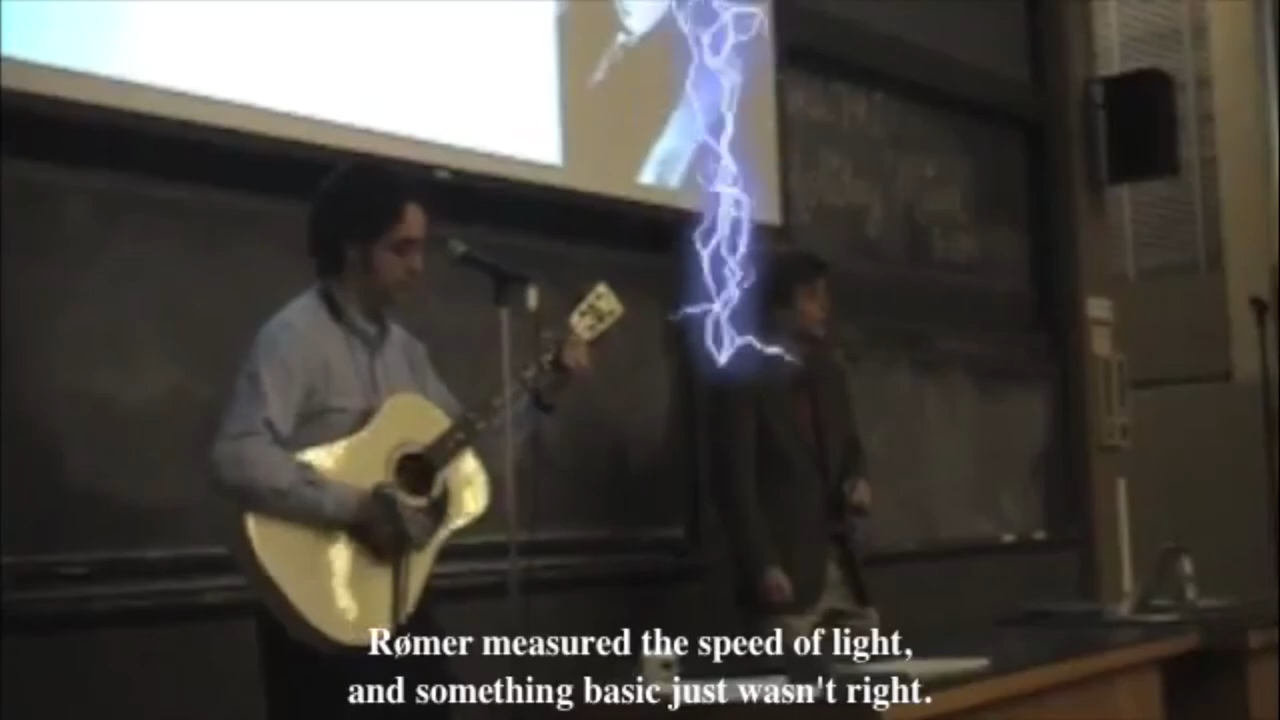 Rømer measured the speed of light,
and something basic just wasn't right.